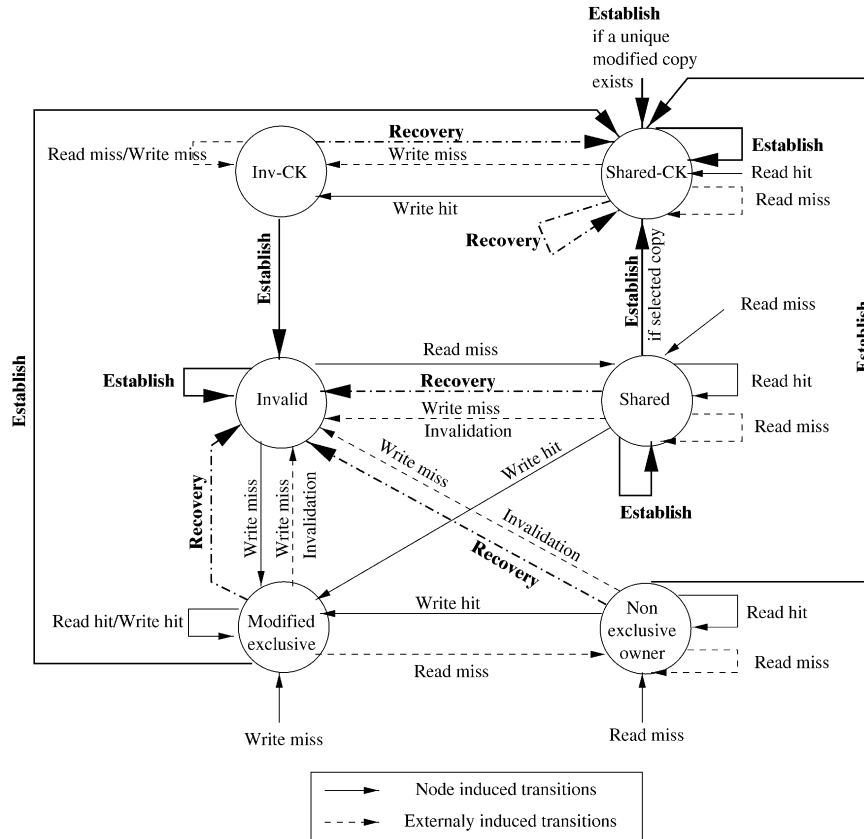 Establish
if a unique
modified copy
exists
Recovery
Read miss/Write miss
Inv-CK
Write miss
Shared-CK
Establish
Read hit
Read miss
Write hit
Recovery
Establish
Establish
if selected copy
Read miss
Establish
Establish
Read miss
Establish
Invalid
Recovery
Shared
Read hit
Write miss
Invalidation
Read miss
Write hit
Write miss
Invalidation
Recovery
Establish
Recovery
Write miss
Write miss
Invalidation
Read hit/Write hit
Modified
exclusive
Write hit
Non
exclusive
owner
Read hit
Read miss
Read miss
Write miss
Read miss
Node induced transitions
Externaly induced transitions